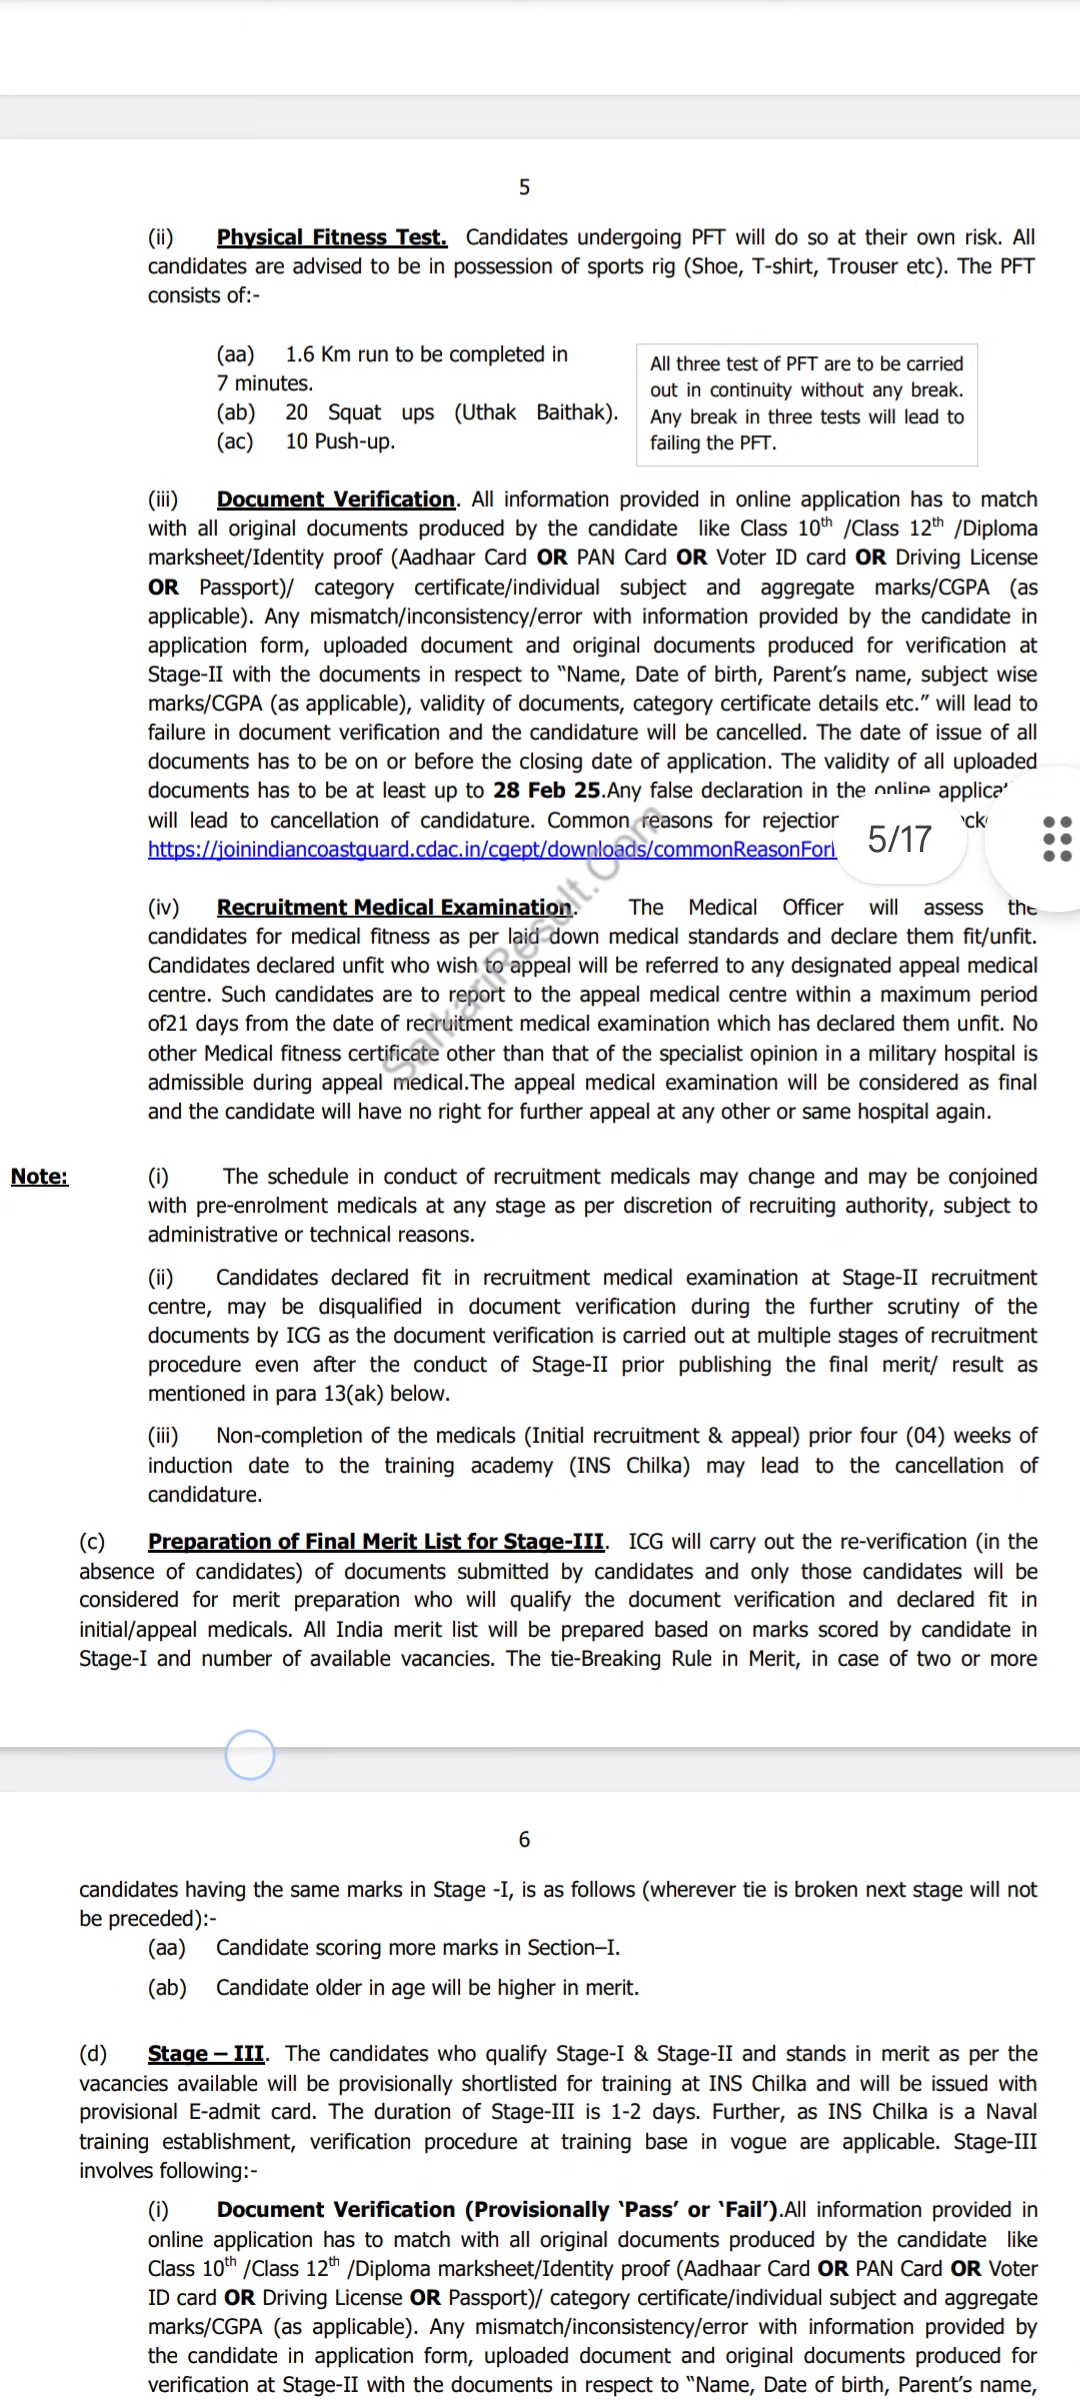 5
(ii) Physical Fitness Test. Candidates undergoing PFT will do so at their own risk. All
candidates are advised to be in possession of sports rig (Shoe, T-shirt, Trouser etc). The PFT
consists of:-
(aa) 1.6 Km run to be completed in
7 minutes.
(ab) 20 Squat ups (Uthak Baithak).
(ac) 10 Push-up.
All three test of PFT are to be carried
out in continuity without any break.
Any break in three tests will lead to
failing the PFT.
(iii) Document Verification. All information provided in online application has to match
with all original documents produced by the candidate like Class 10th /Class 12th /Diploma
marksheet/Identity proof (Aadhaar Card OR PAN Card OR Voter ID card OR Driving License
OR Passport)/ category certificate/individual subject and aggregate marks/CGPA (as
applicable). Any mismatch/inconsistency/error with information provided by the candidate in
application form, uploaded document and original documents produced for verification at
Stage-II with the documents in respect to “Name, Date of birth, Parent’s name, subject wise
marks/CGPA (as applicable), validity of documents, category certificate details etc.” will lead to
failure in document verification and the candidature will be cancelled. The date of issue of all
documents has to be on or before the closing date of application. The validity of all uploaded
documents has to be at least up to 28 Feb 25.Any false declaration in the online
will lead to cancellation of candidature. Common reasons for
https://joinindiancoastguard.cdac.in/cgept/downloads/commonReasonFor
5/17
(iv) Recruitment Medical Examination. The Medical Officer will assess the
candidates for medical fitness as per laid down medical standards and declare them fit/unfit.
Candidates declared unfit who wish to appeal will be referred to any designated appeal medical
centre. Such candidates are to report to the appeal medical centre within a maximum period
of21 days from the date of recruitment medical examination which has declared them unfit. No
other Medical fitness certificate other than that of the specialist opinion in a military hospital is
admissible during appeal medical.The appeal medical examination will be considered as final
and the candidate will have no right for further appeal at any other or same hospital again.
SarkariResult.Com
Note: (i) The schedule in conduct of recruitment medicals may change and may be conjoined
with pre-enrolment medicals at any stage as per discretion of recruiting authority, subject to
administrative or technical reasons.
(ii) Candidates declared fit in recruitment medical examination at Stage-II recruitment
centre, may be disqualified in document verification during the further scrutiny of the
documents by ICG as the document verification is carried out at multiple stages of recruitment
procedure even after the conduct of Stage-II prior publishing the final merit/ result as
mentioned in para 13(ak) below.
(iii) Non-completion of the medicals (Initial recruitment & appeal) prior four (04) weeks of
induction date to the training academy (INS Chilka) may lead to the cancellation of
candidature.
(c) Preparation of Final Merit List for Stage-III. ICG will carry out the re-verification (in the
absence of candidates) of documents submitted by candidates and only those candidates will be
considered for merit preparation who will qualify the document verification and declared fit in
initial/appeal medicals. All India merit list will be prepared based on marks scored by candidate in
Stage-I and number of available vacancies. The tie-Breaking Rule in Merit, in case of two or more
6
candidates having the same marks in Stage -I, is as follows (wherever tie is broken next stage will not
be preceded):-
(aa) Candidate scoring more marks in Section–I.
(ab) Candidate older in age will be higher in merit.
(d) Stage – III. The candidates who qualify Stage-I & Stage-II and stands in merit as per the
vacancies available will be provisionally shortlisted for training at INS Chilka and will be issued with
provisional E-admit card. The duration of Stage-III is 1-2 days. Further, as INS Chilka is a Naval
training establishment, verification procedure at training base in vogue are applicable. Stage-III
involves following:-
(i) Document Verification (Provisionally ‘Pass’ or ‘Fail’).All information provided in
online application has to match with all original documents produced by the candidate like
Class 10th /Class 12th /Diploma marksheet/Identity proof (Aadhaar Card OR PAN Card OR Voter
ID card OR Driving License OR Passport)/ category certificate/individual subject and aggregate
marks/CGPA (as applicable). Any mismatch/inconsistency/error with information provided by
the candidate in application form, uploaded document and original documents produced for
verification at Stage-II with the documents in respect to “Name, Date of birth, Parent’s name,